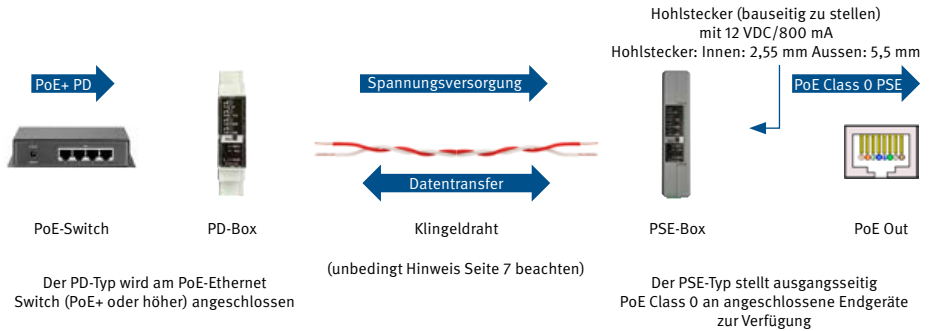 Hohlstecker (bauseitig zu stellen)
mit 12 VDC/800 mA
Hohlstecker: Innen: 2,55 mm Aussen: 5,5 mm
PoE+ PD
Spannungsversorgung
PoE Class 0 PSE
Datentransfer
PoE-Switch
PD-Box
Klingeldraht
PSE-Box
PoE Out
(unbedingt Hinweis Seite 7 beachten)
Der PD-Typ wird am PoE-Ethernet
Switch (PoE+ oder höher) angeschlossen
Der PSE-Typ stellt ausgangsseitig
PoE Class 0 an angeschlossene Endgeräte
zur Verfügung